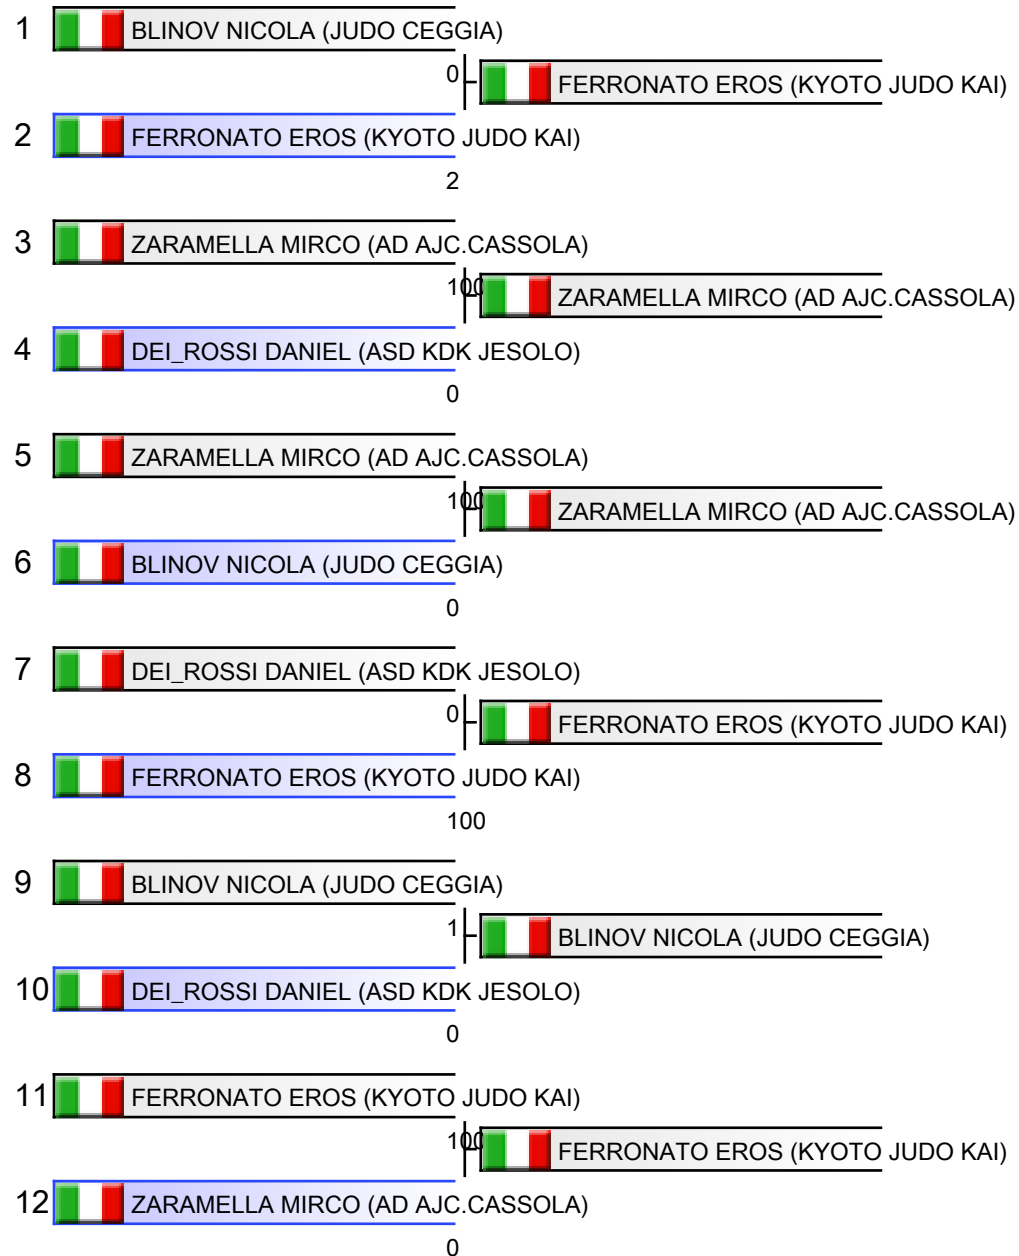 1 BLINOV NICOLA (JUDO CEGGIA)
0 FERRONATO EROS (KYOTO JUDO KAI)
2 FERRONATO EROS (KYOTO JUDO KAI)
2
3 ZARAMELLA MIRCO (AD AJC.CASSOLA)
100 ZARAMELLA MIRCO (AD AJC.CASSOLA)
4 DEI_ROSSI DANIEL (ASD KDK JESOLO)
0
5 ZARAMELLA MIRCO (AD AJC.CASSOLA)
100 ZARAMELLA MIRCO (AD AJC.CASSOLA)
6 BLINOV NICOLA (JUDO CEGGIA)
0
7 DEI_ROSSI DANIEL (ASD KDK JESOLO)
0 FERRONATO EROS (KYOTO JUDO KAI)
8 FERRONATO EROS (KYOTO JUDO KAI)
100
9 BLINOV NICOLA (JUDO CEGGIA)
1 BLINOV NICOLA (JUDO CEGGIA)
10 DEI_ROSSI DANIEL (ASD KDK JESOLO)
0
11 FERRONATO EROS (KYOTO JUDO KAI)
100 FERRONATO EROS (KYOTO JUDO KAI)
12 ZARAMELLA MIRCO (AD AJC.CASSOLA)
0